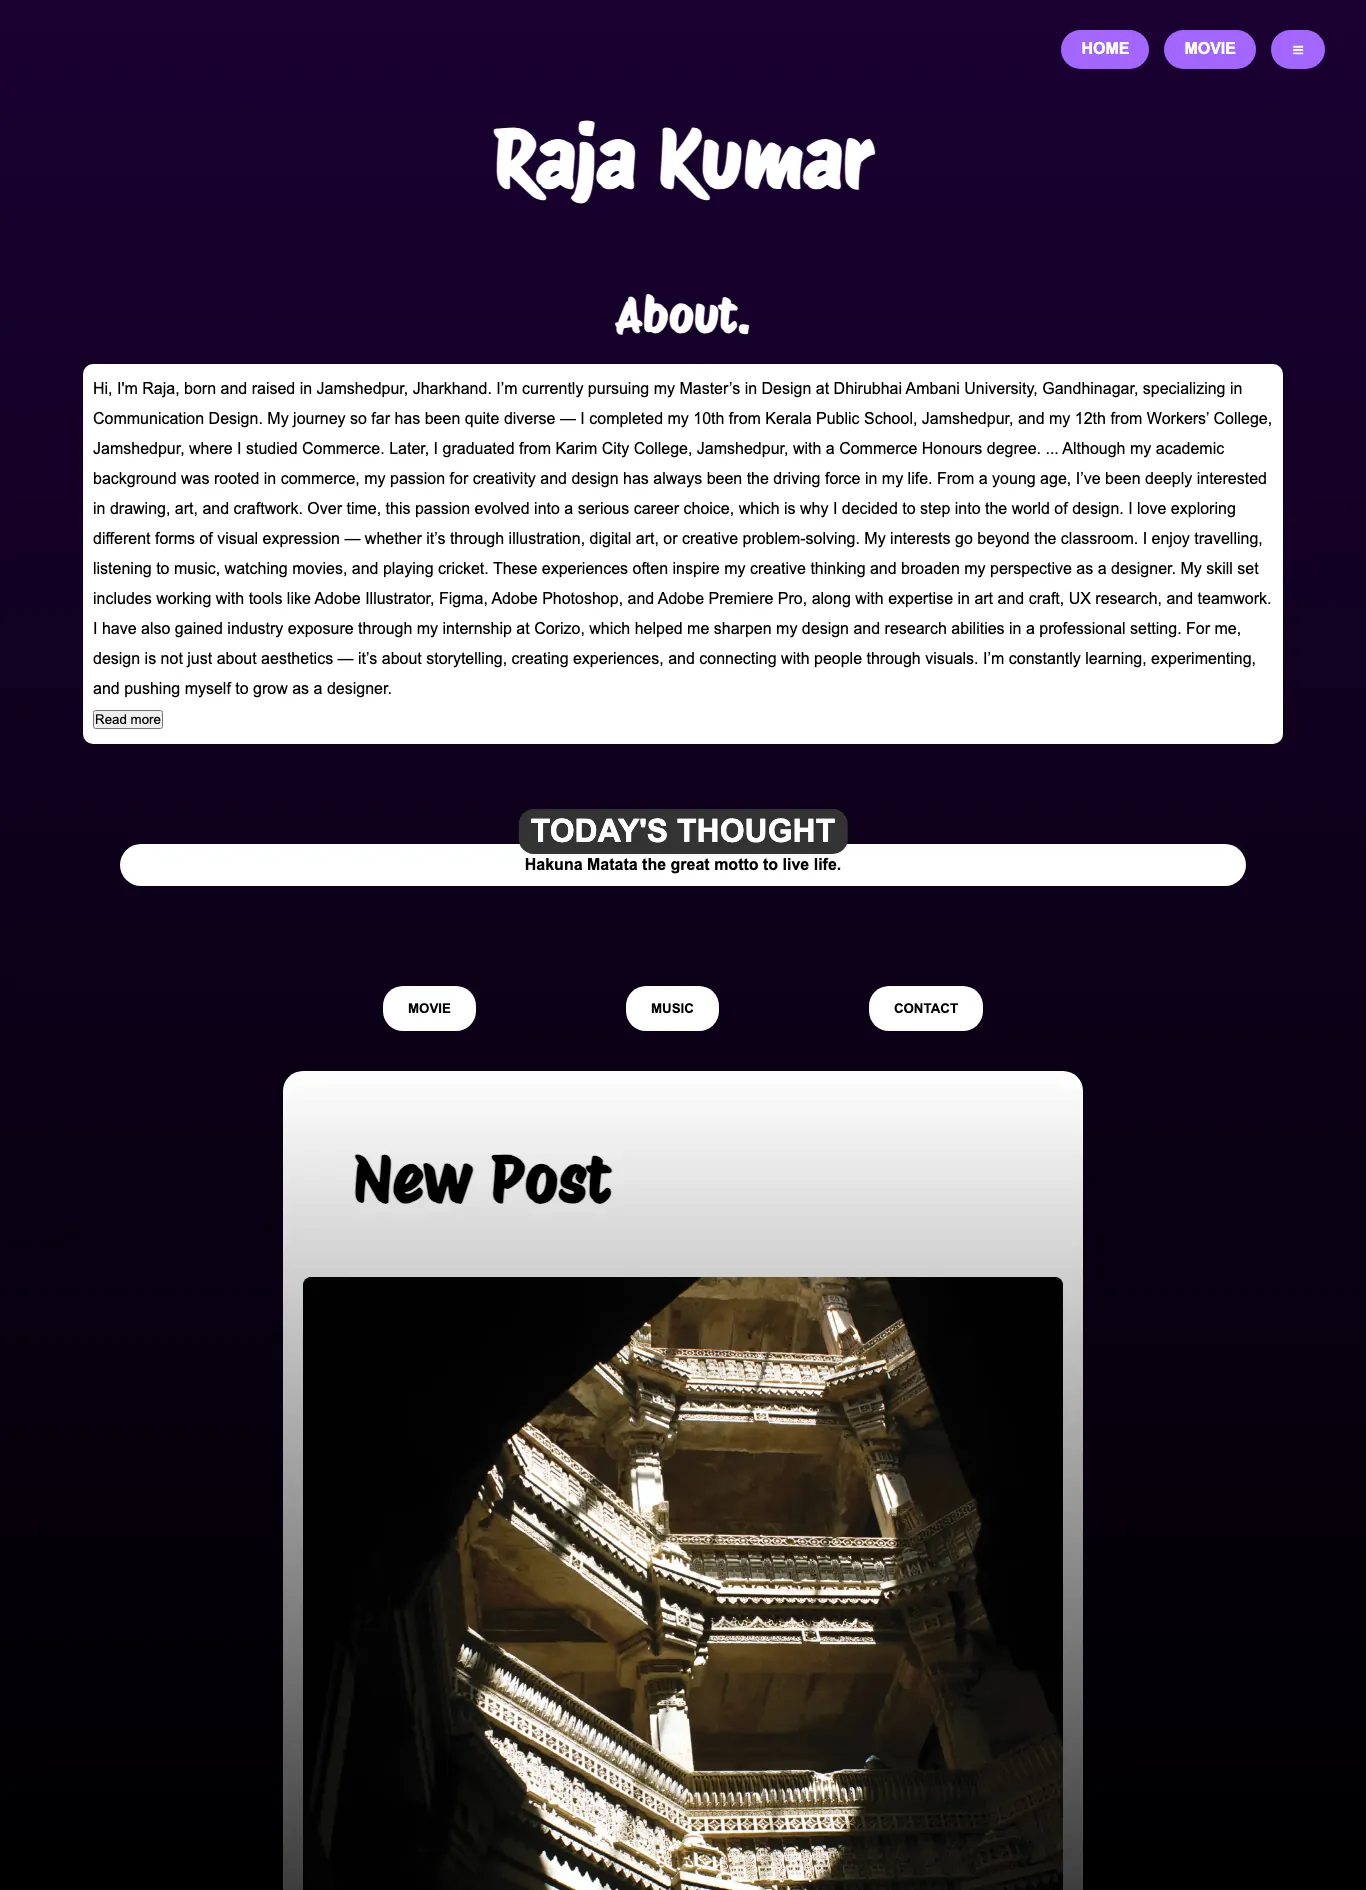 HOME MOVIE ≡
Raja Kumar
About.
Hi, I'm Raja, born and raised in Jamshedpur, Jharkhand. I’m currently pursuing my Master’s in Design at Dhirubhai Ambani University, Gandhinagar, specializing in
Communication Design. My journey so far has been quite diverse — I completed my 10th from Kerala Public School, Jamshedpur, and my 12th from Workers’ College,
Jamshedpur, where I studied Commerce. Later, I graduated from Karim City College, Jamshedpur, with a Commerce Honours degree. ... Although my academic
background was rooted in commerce, my passion for creativity and design has always been the driving force in my life. From a young age, I’ve been deeply interested
in drawing, art, and craftwork. Over time, this passion evolved into a serious career choice, which is why I decided to step into the world of design. I love exploring
different forms of visual expression — whether it’s through illustration, digital art, or creative problem-solving. My interests go beyond the classroom. I enjoy travelling,
listening to music, watching movies, and playing cricket. These experiences often inspire my creative thinking and broaden my perspective as a designer. My skill set
includes working with tools like Adobe Illustrator, Figma, Adobe Photoshop, and Adobe Premiere Pro, along with expertise in art and craft, UX research, and teamwork.
I have also gained industry exposure through my internship at Corizo, which helped me sharpen my design and research abilities in a professional setting. For me,
design is not just about aesthetics — it’s about storytelling, creating experiences, and connecting with people through visuals. I’m constantly learning, experimenting,
and pushing myself to grow as a designer.
Read more
TODAY'S THOUGHT
Hakuna Matata the great motto to live life.
MOVIE MUSIC CONTACT
New Post